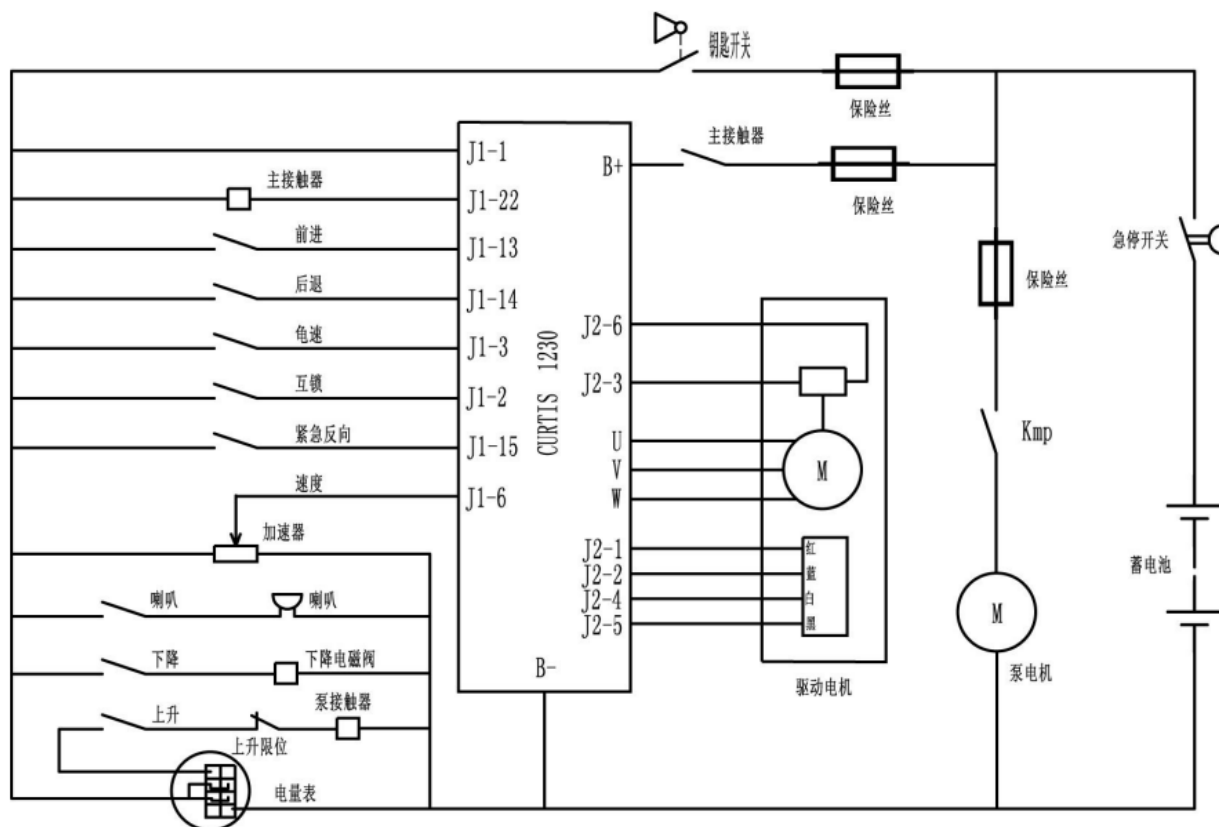 钥匙开关
保险丝
主接触器
B+
保险丝
J1-1
主接触器
J1-22
前进
J1-13
后退
J1-14
龟速
J1-3
互锁
J1-2
紧急反向
J1-15
速度
J1-6
加速器
喇叭
喇叭
下降
下降电磁阀
上升
泵接触器
上升限位
电量表
CURTIS 1230
B-
J2-6
J2-3
U
V
W
M
J2-1
J2-2
J2-4
J2-5
红
蓝
白
黑
驱动电机
保险丝
Kmp
M
泵电机
急停开关
蓄电池